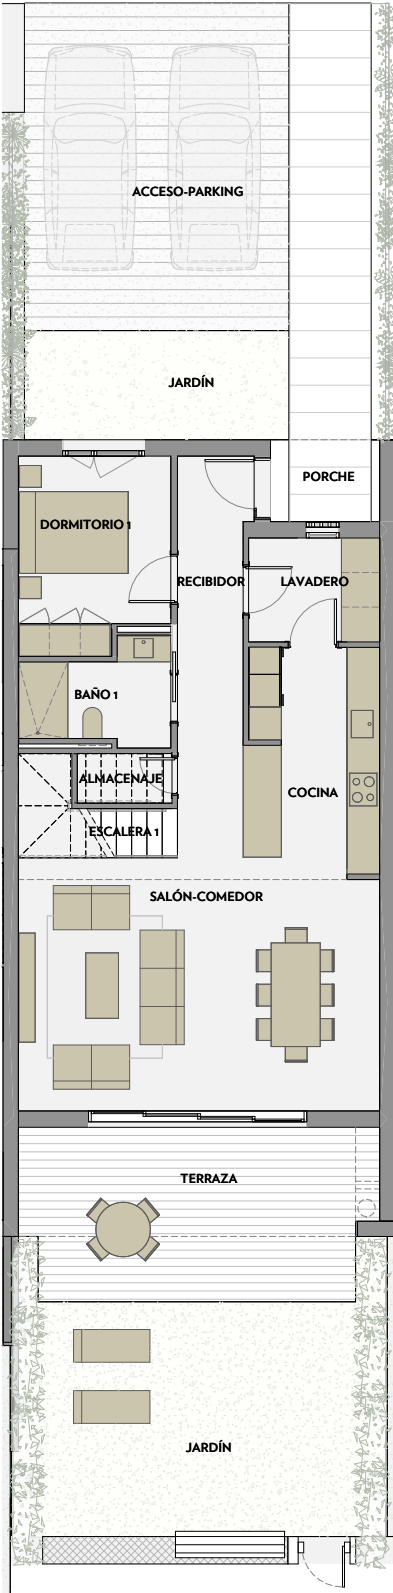 ACCESO-PARKING
JARDÍN
PORCHE
DORMITORIO 1
RECIBIDOR
LAVADERO
BAÑO 1
ALMACENAJE
COCINA
ESCALERA 1
SALÓN-COMEDOR
TERRAZA
JARDÍN